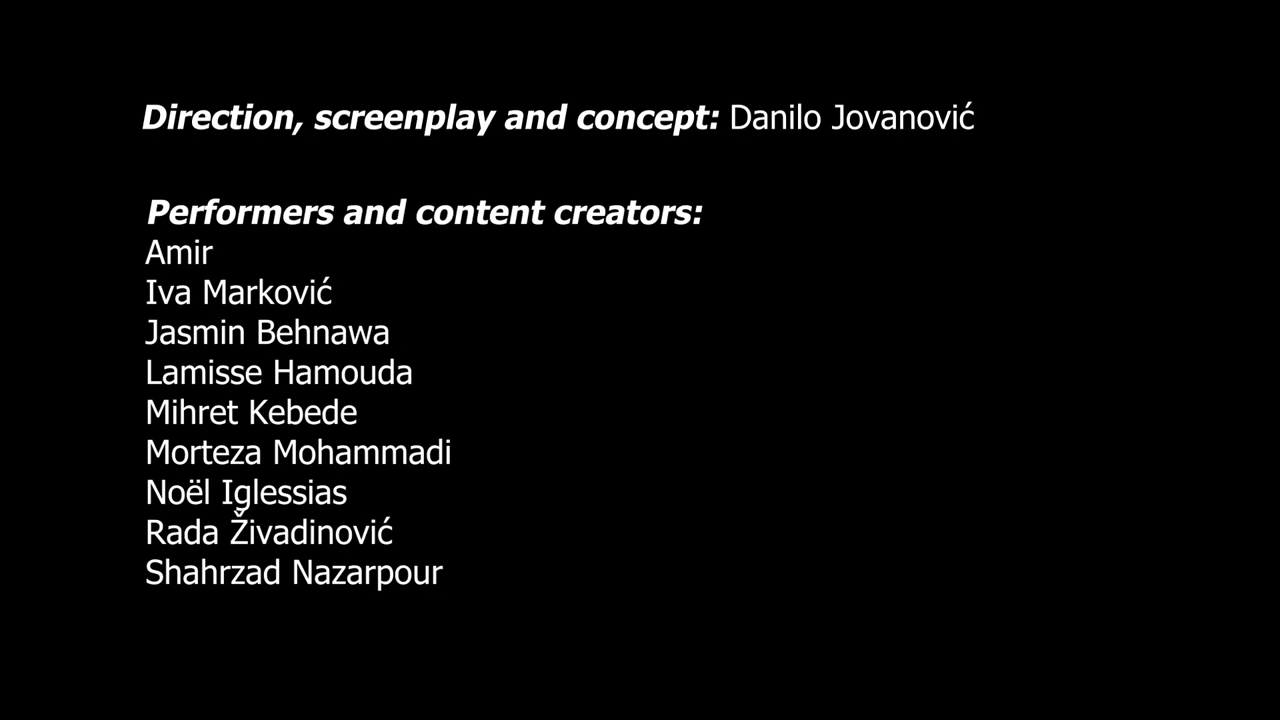 Direction, screenplay and concept: Danilo Jovanović
Performers and content creators:
Amir
Iva Marković
Jasmin Behnawa
Lamisse Hamouda
Mihret Kebede
Morteza Mohammadi
Noël Iglessias
Rada Živadinović
Shahrzad Nazarpour